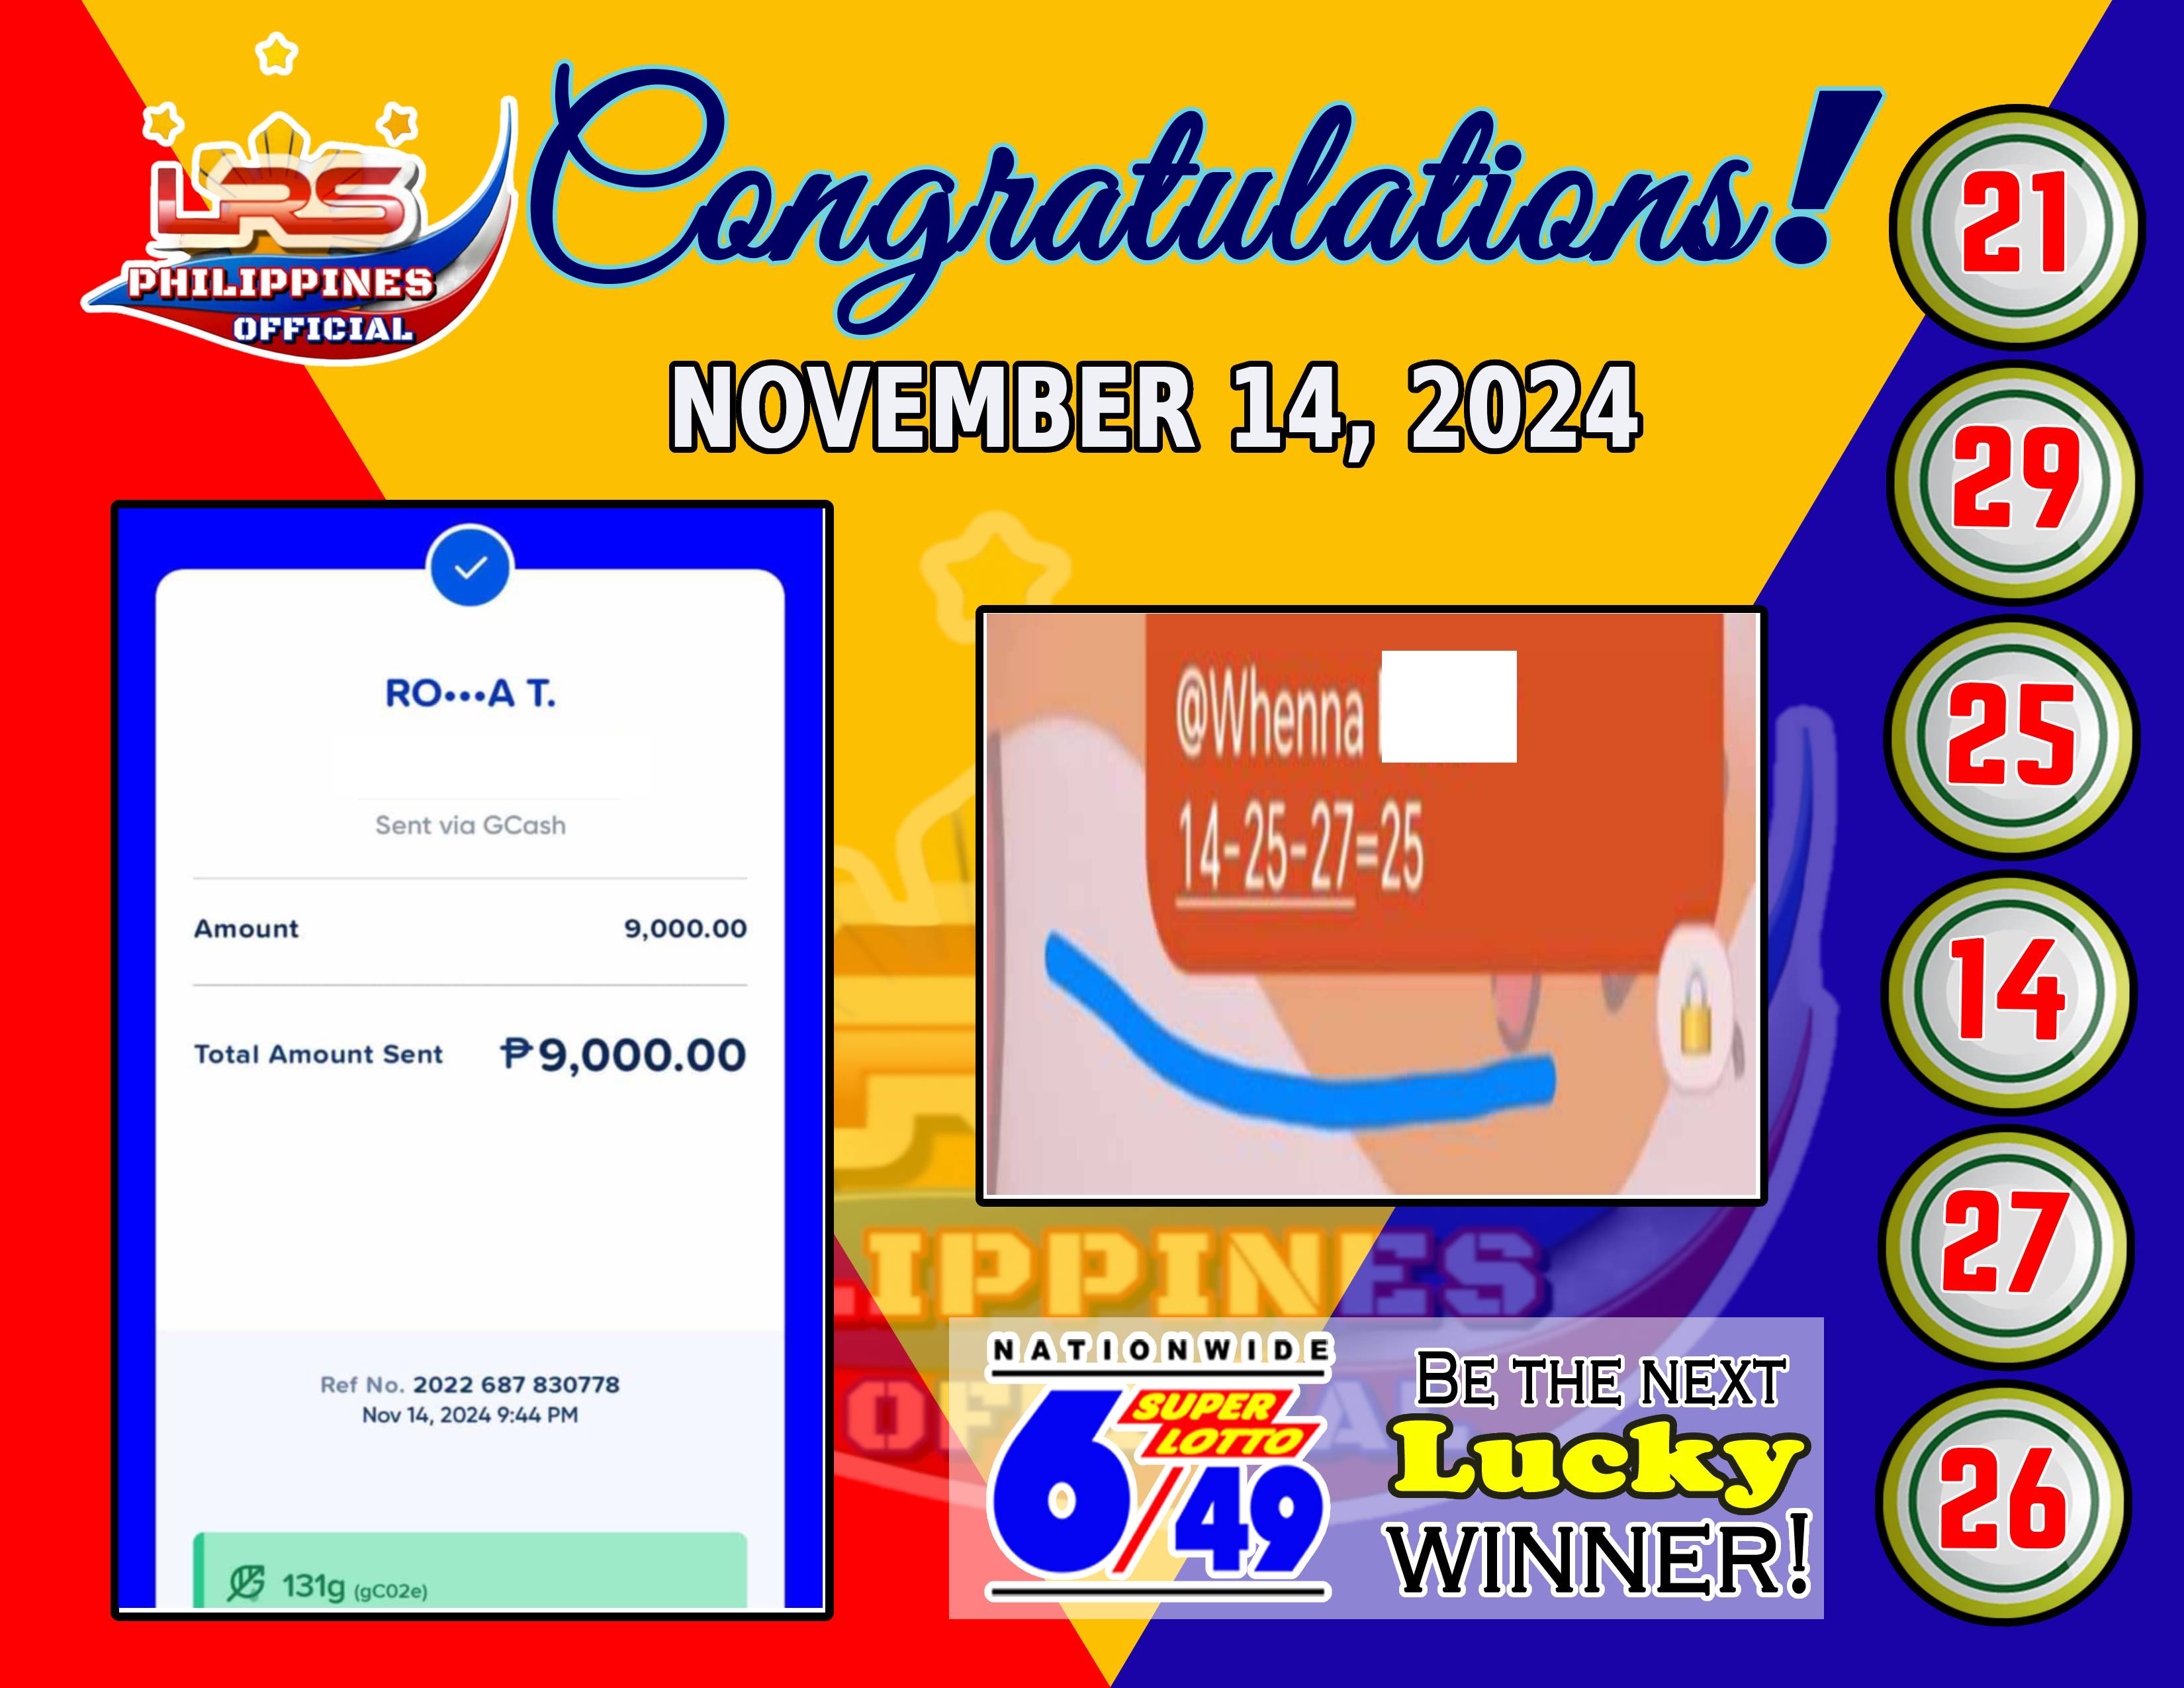 LRS
PHILIPPINES
OFFICIAL
Congratulations!
NOVEMBER 14, 2024
RO•••A T.
Sent via GCash
Amount 9,000.00
Total Amount Sent ₱9,000.00
Ref No. 2022 687 830778
Nov 14, 2024 9:44 PM
131g (gC02e)
@Whenna
14-25-27=25
LIPPINES
OFFICIAL
NATIONWIDE
SUPER
LOTTO
6/49
BE THE NEXT
Lucky
WINNER!
21
29
25
14
27
26